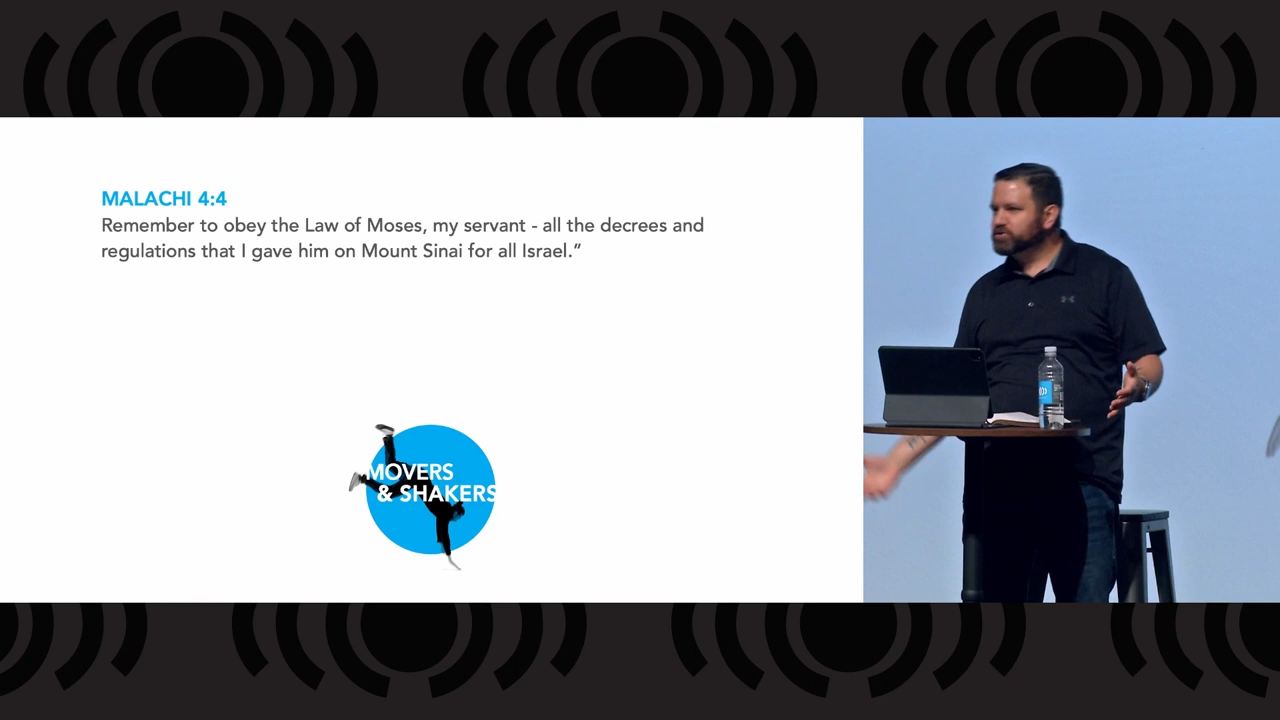 MALACHI 4:4
Remember to obey the Law of Moses, my servant - all the decrees and
regulations that I gave him on Mount Sinai for all Israel.”
MOVERS
& SHAKERS